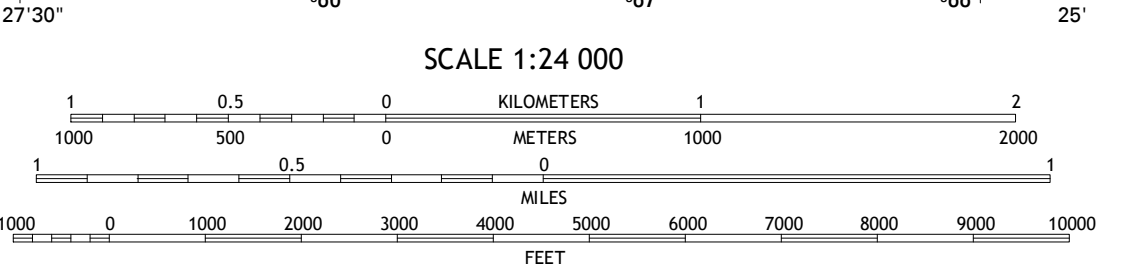 27'30" 25'
SCALE 1:24 000
1 0.5 0 KILOMETERS 1 2
1000 500 0 METERS 1000 2000
1 0.5 0 1
MILES
1000 0 1000 2000 3000 4000 5000 6000 7000 8000 9000 10000
FEET